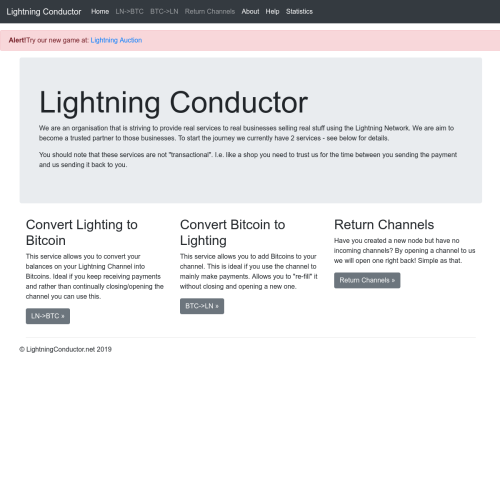 Lightning Conductor Home LN->BTC BTC->LN Return Channels About Help Statistics
Alert!Try our new game at: Lightning Auction
Lightning Conductor
We are an organisation that is striving to provide real services to real businesses selling real stuff using the Lightning Network. We are aim to
become a trusted partner to those businesses. To start the journey we currently have 2 services - see below for details.
You should note that these services are not "transactional". I.e. like a shop you need to trust us for the time between you sending the payment
and us sending it back to you.
Convert Lighting to
Bitcoin
This service allows you to convert your
balances on your Lightning Channel into
Bitcoins. Ideal if you keep receiving payments
and rather than continually closing/opening the
channel you can use this.
LN->BTC »
Convert Bitcoin to
Lighting
This service allows you to add Bitcoins to your
channel. This is ideal if you use the channel to
mainly make payments. Allows you to "re-fill" it
without closing and opening a new one.
BTC->LN »
Return Channels
Have you created a new node but have no
incoming channels? By opening a channel to us
we will open one right back! Simple as that.
Return Channels »
© LightningConductor.net 2019